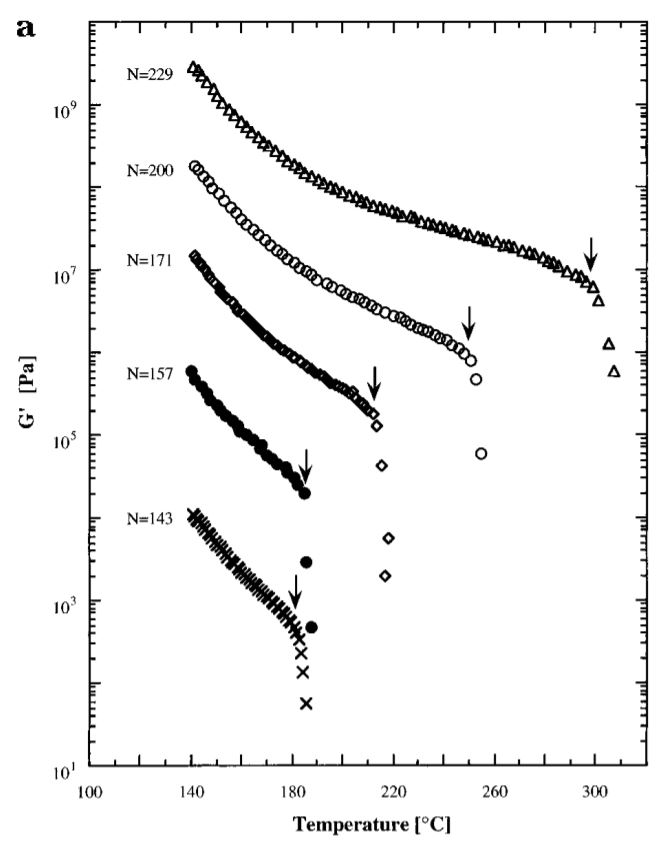 a
N=229
10⁹
N=200
N=171
10⁷
N=157
G' [Pa]
10⁵
N=143
10³
10¹
100 140 180 220 260 300
Temperature [°C]